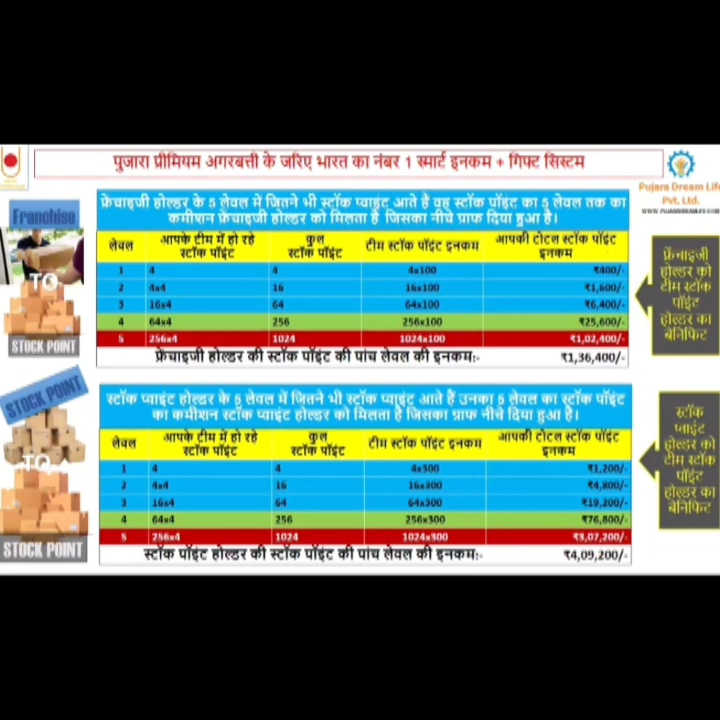 पुजारा प्रीमियम अगरबत्ती के जरिए भारत का नंबर 1 स्मार्ट इनकम + गिफ्ट सिस्टम
Pujara Dream Life
Pvt. Ltd.
Franchise
TO
STOCK POINT
फ्रेंचाइजी होल्डर के 5 लेवल में जितने भी स्टॉक प्वाइंट आते हैं वह स्टॉक पॉइंट का 5 लेवल तक का
कमीशन फ्रेंचाइजी होल्डर को मिलता हैं जिसका नीचे ग्राफ दिया हुआ है।
लेवल आपके टीम में हो रहे स्टॉक पॉइंट कुल स्टॉक पॉइंट टीम स्टॉक पॉइंट इनकम आपकी टोटल स्टॉक पॉइंट इनकम
1 4 4 4x100 ₹400/-
2 4x4 16 16x100 ₹1,600/-
3 16x4 64 64x100 ₹6,400/-
4 64x4 256 256x100 ₹25,600/-
5 256x4 1024 1024x100 ₹1,02,400/-
फ्रेंचाइजी होल्डर की स्टॉक पॉइंट की पांच लेवल की इनकम:- ₹1,36,400/-
फ्रेंचाइजी
होल्डर को
टीम स्टॉक
पॉइंट
होल्डर का
बेनिफिट
STOCK POINT
TO
STOCK POINT
स्टॉक प्वाइंट होल्डर के 5 लेवल में जितने भी स्टॉक प्वाइंट आते हैं उनका 5 लेवल का स्टॉक पॉइंट
का कमीशन स्टॉक प्वाइंट होल्डर को मिलता है जिसका ग्राफ नीचे दिया हुआ है।
लेवल आपके टीम में हो रहे स्टॉक पॉइंट कुल स्टॉक पॉइंट टीम स्टॉक पॉइंट इनकम आपकी टोटल स्टॉक पॉइंट इनकम
1 4 4 4x300 ₹1,200/-
2 4x4 16 16x300 ₹4,800/-
3 16x4 64 64x300 ₹19,200/-
4 64x4 256 256x300 ₹76,800/-
5 256x4 1024 1024x300 ₹3,07,200/-
स्टॉक पॉइंट होल्डर की स्टॉक पॉइंट की पांच लेवल की इनकम:- ₹4,09,200/-
स्टॉक
प्वाइंट
होल्डर को
टीम स्टॉक
पॉइंट
होल्डर का
बेनिफिट